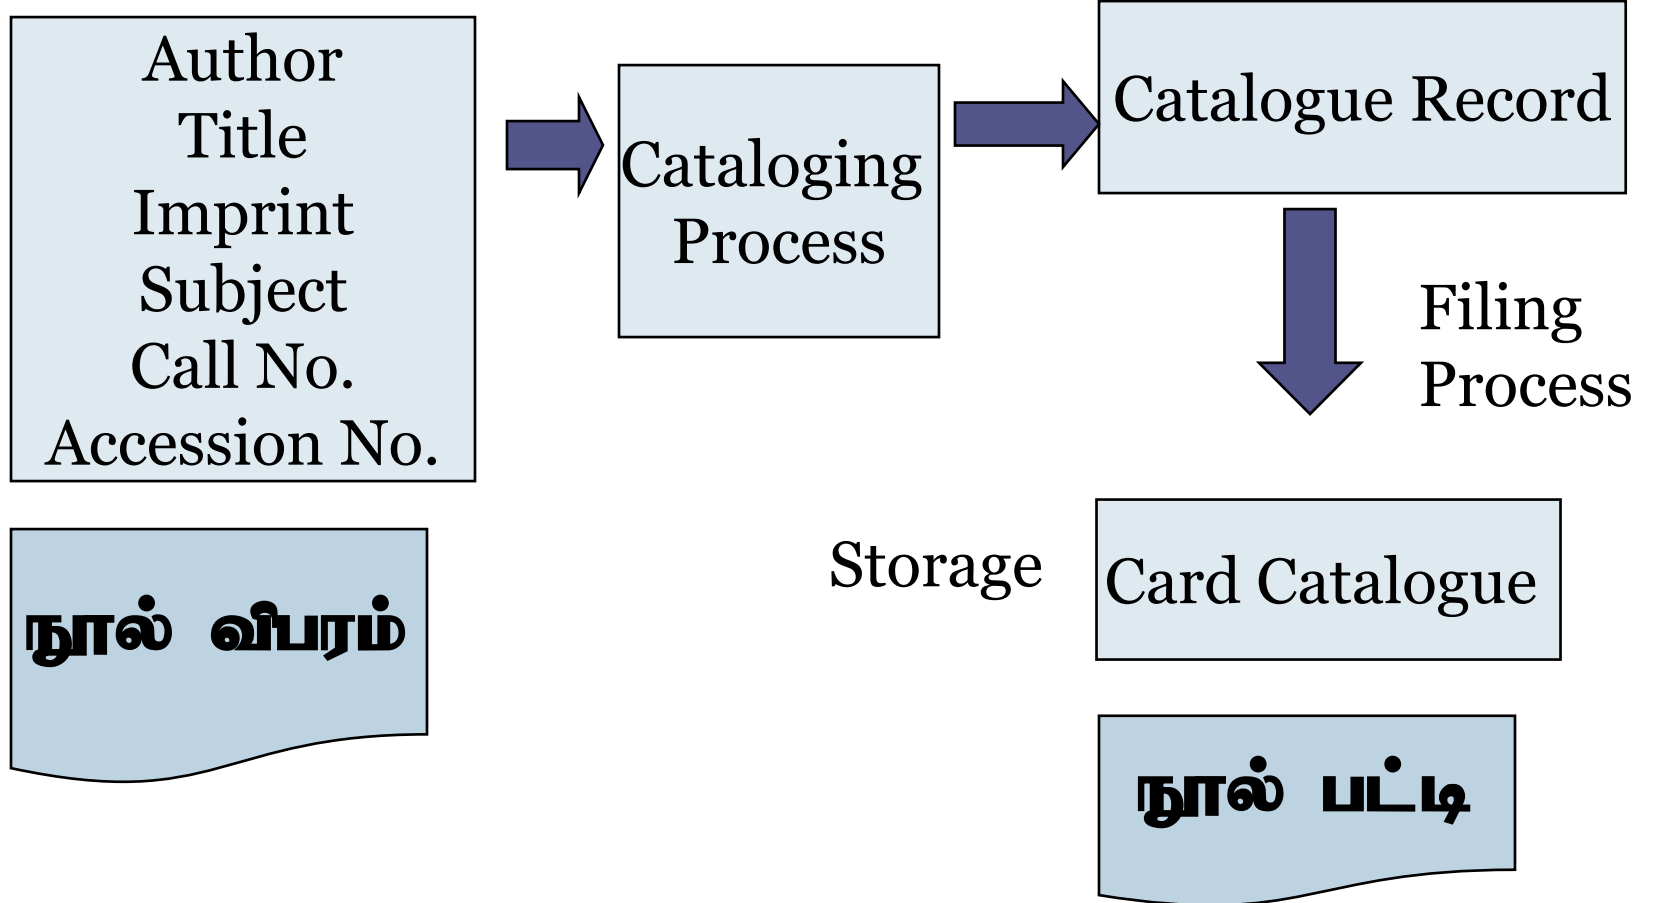 Author
Title
Imprint
Subject
Call No.
Accession No.
Cataloging
Process
Catalogue Record
Filing
Process
Storage
Card Catalogue
நூல் விபரம்
நூல் பட்டி